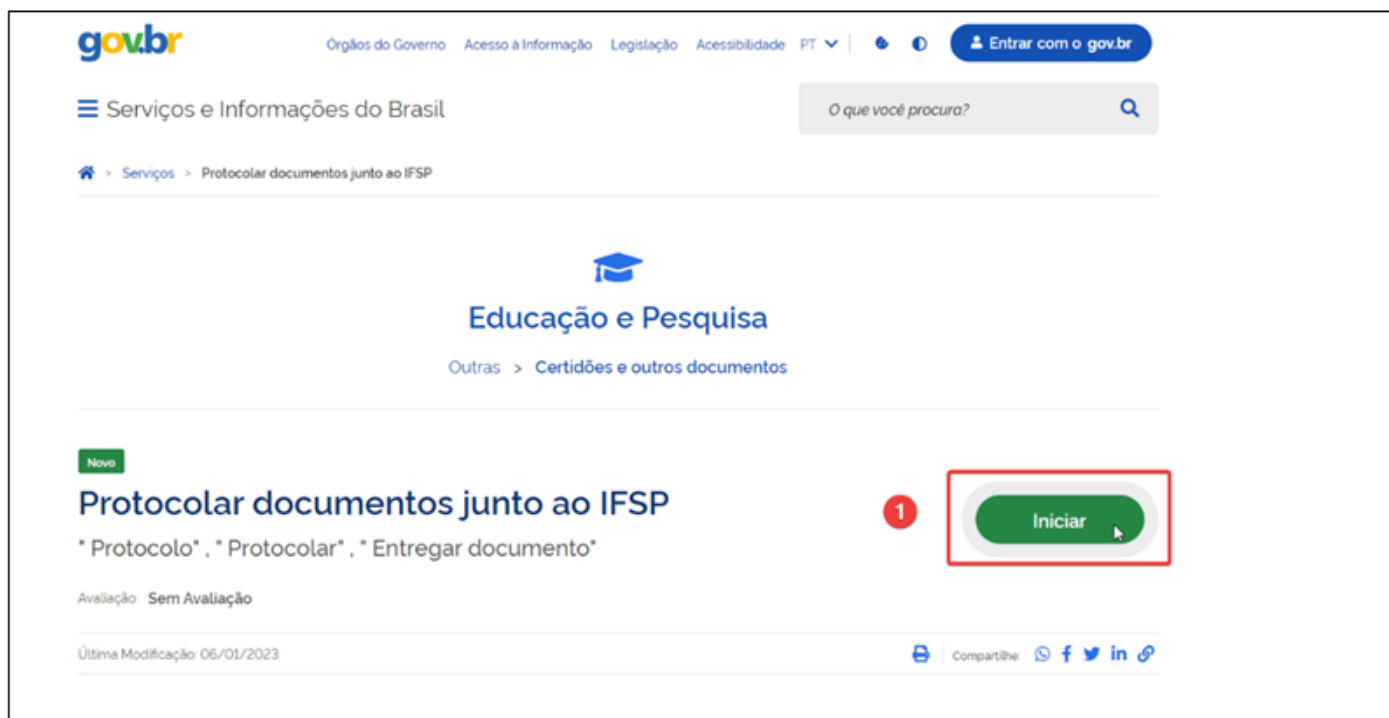 gov.br
Órgãos do Governo Acesso à Informação Legislação Acessibilidade PT Entrar com o gov.br
Serviços e Informações do Brasil
O que você procura?
> Serviços > Protocolar documentos junto ao IFSP
Educação e Pesquisa
Outras > Certidões e outros documentos
Novo
Protocolar documentos junto ao IFSP
1
Iniciar
" Protocolo" , " Protocolar" , " Entregar documento"
Avaliação: Sem Avaliação
Última Modificação: 06/01/2023
Compartilhe: